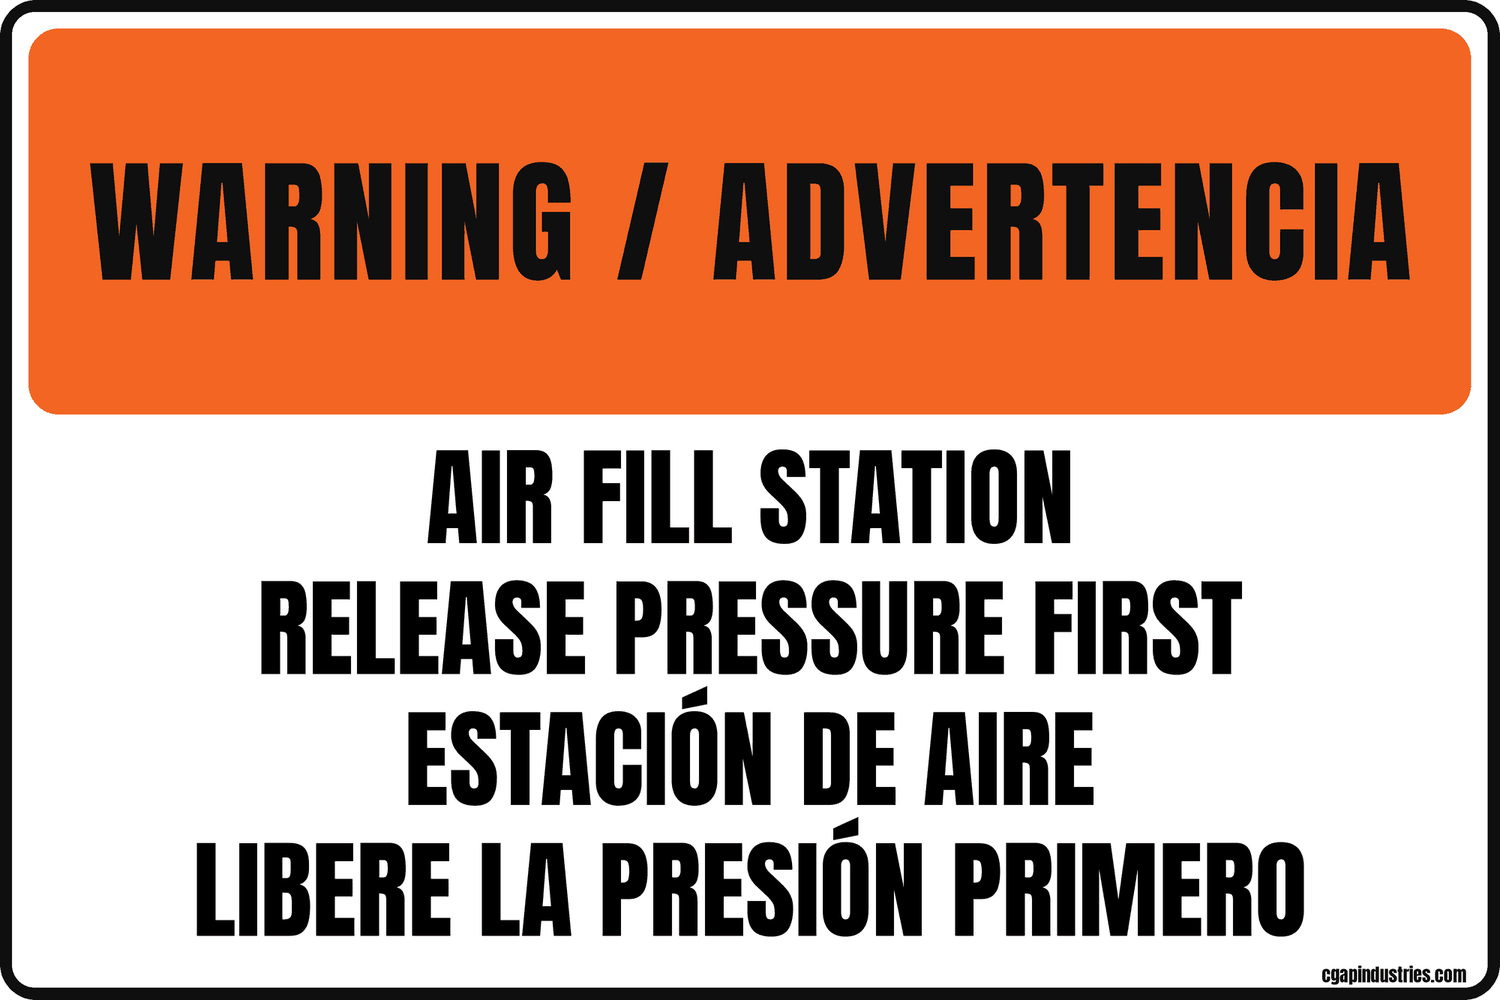 WARNING / ADVERTENCIA
AIR FILL STATION
RELEASE PRESSURE FIRST
ESTACIÓN DE AIRE
LIBERE LA PRESIÓN PRIMERO
cgapindustries.com